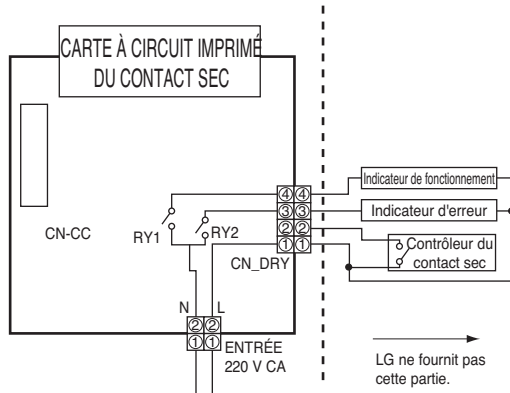 CARTE À CIRCUIT IMPRIMÉ
DU CONTACT SEC
CN-CC
RY1
RY2
④④
③③
②②
①①
CN_DRY
Indicateur de fonctionnement
Indicateur d'erreur
Contrôleur du
contact sec
N L
②②
①①
ENTRÉE
220 V CA
LG ne fournit pas
cette partie.